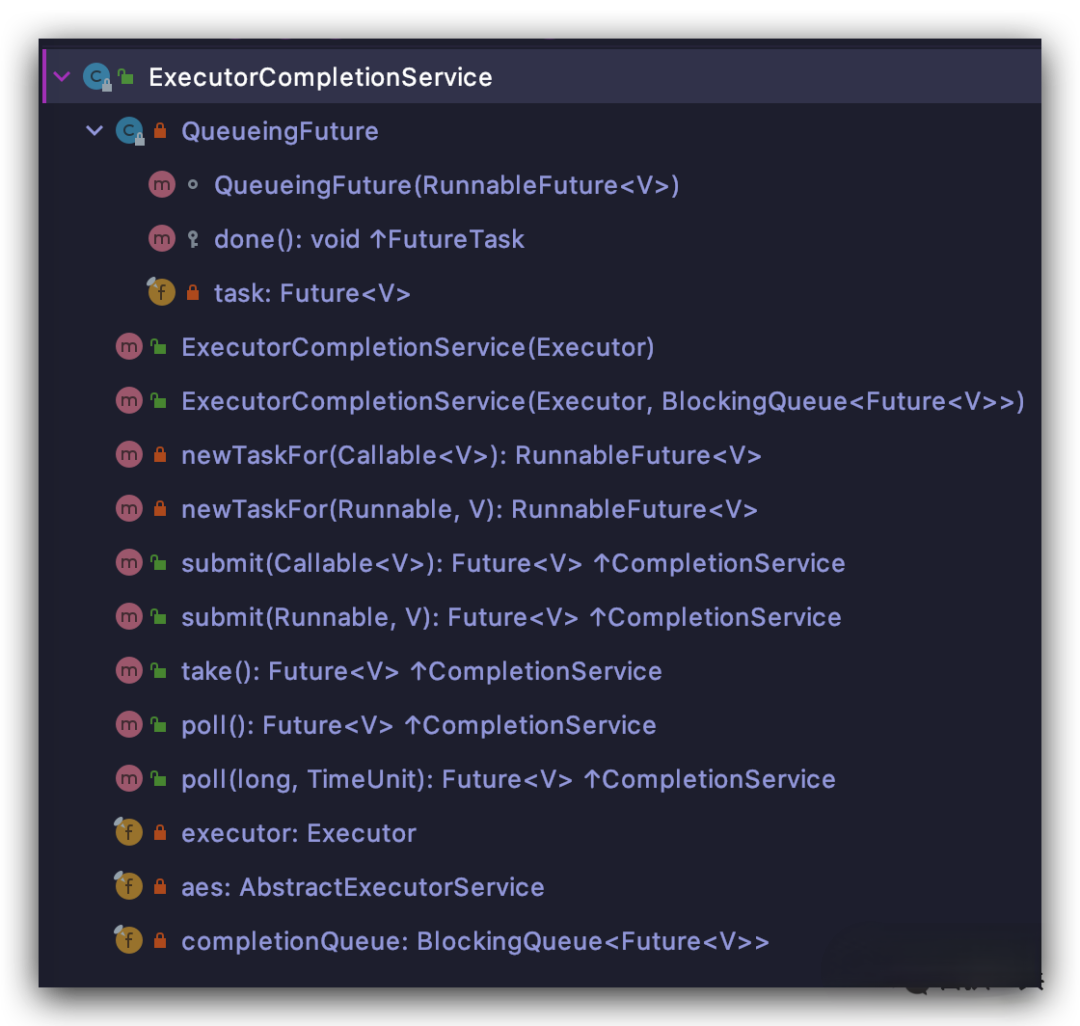 ExecutorCompletionService
QueueingFuture
QueueingFuture(RunnableFuture<V>)
done(): void ↑FutureTask
task: Future<V>
ExecutorCompletionService(Executor)
ExecutorCompletionService(Executor, BlockingQueue<Future<V>>)
newTaskFor(Callable<V>): RunnableFuture<V>
newTaskFor(Runnable, V): RunnableFuture<V>
submit(Callable<V>): Future<V> ↑CompletionService
submit(Runnable, V): Future<V> ↑CompletionService
take(): Future<V> ↑CompletionService
poll(): Future<V> ↑CompletionService
poll(long, TimeUnit): Future<V> ↑CompletionService
executor: Executor
aes: AbstractExecutorService
completionQueue: BlockingQueue<Future<V>>